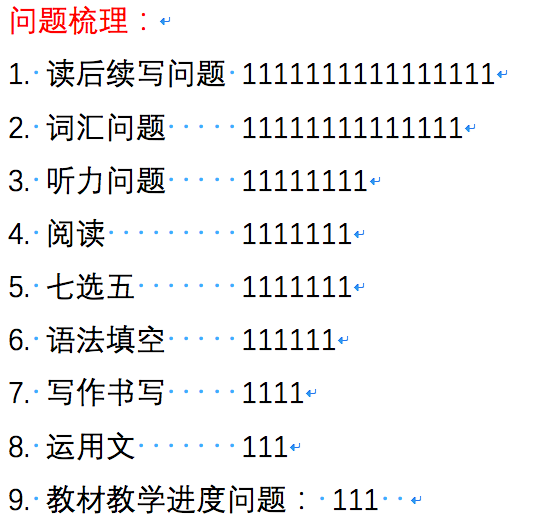 问题梳理：
1. 读后续写问题 1111111111111111
2. 词汇问题 11111111111111
3. 听力问题 11111111
4. 阅读 1111111
5. 七选五 1111111
6. 语法填空 111111
7. 写作书写 1111
8. 运用文 111
9. 教材教学进度问题： 111